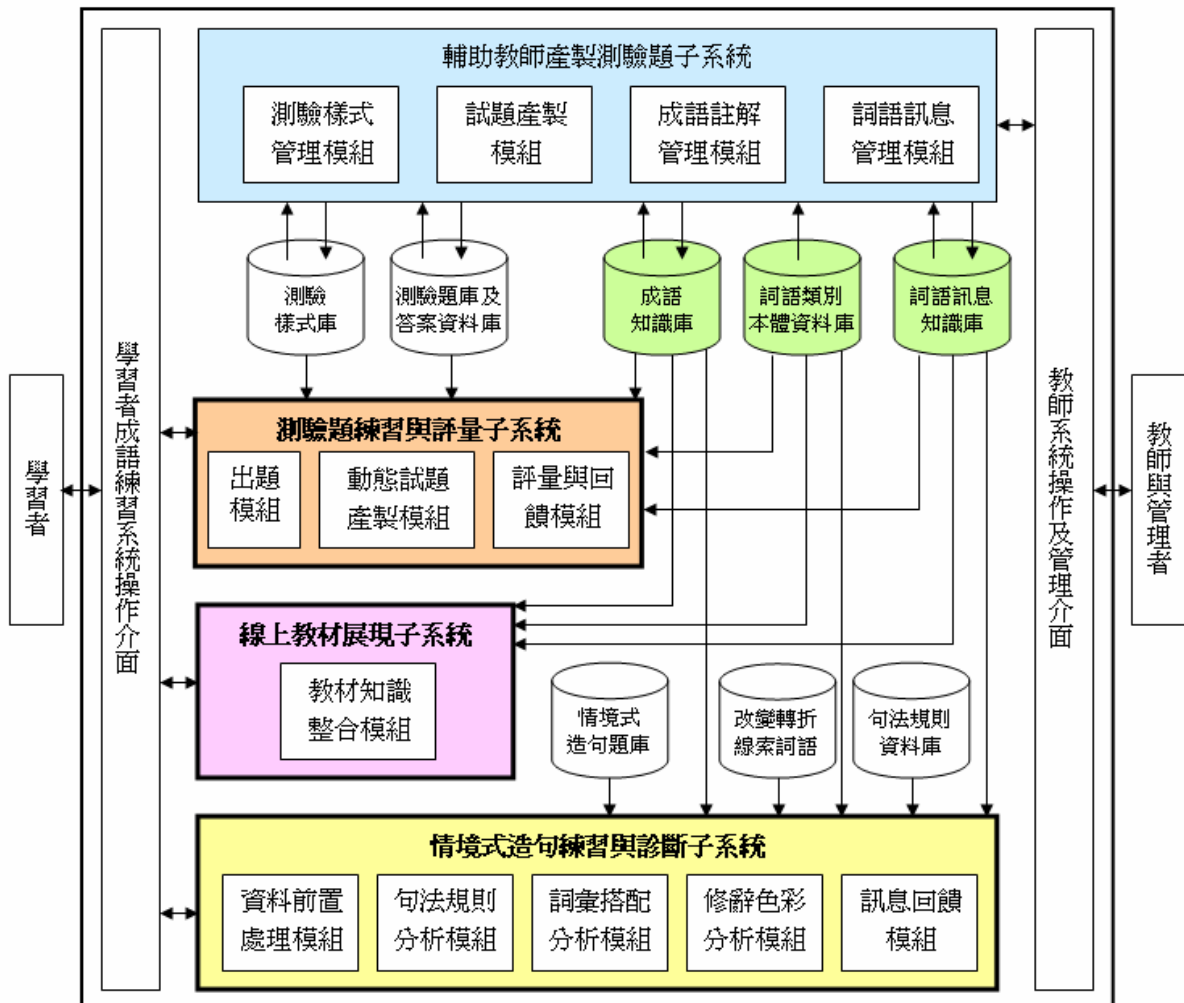 輔助教師產製測驗題子系統
測驗樣式
管理模組
試題產製
模組
成語註解
管理模組
詞語訊息
管理模組
測驗
樣式庫
測驗題庫及
答案資料庫
成語
知識庫
詞語類別
本體資料庫
詞語訊息
知識庫
學習者
學習者成語練習系統操作介面
測驗題練習與評量子系統
出題
模組
動態試題
產製模組
評量與回
饋模組
教師系統操作及管理介面
教師與管理者
線上教材展現子系統
教材知識
整合模組
情境式
造句題庫
改變轉折
線索詞語
句法規則
資料庫
情境式造句練習與診斷子系統
資料前置
處理模組
句法規則
分析模組
詞彙搭配
分析模組
修辭色彩
分析模組
訊息回饋
模組